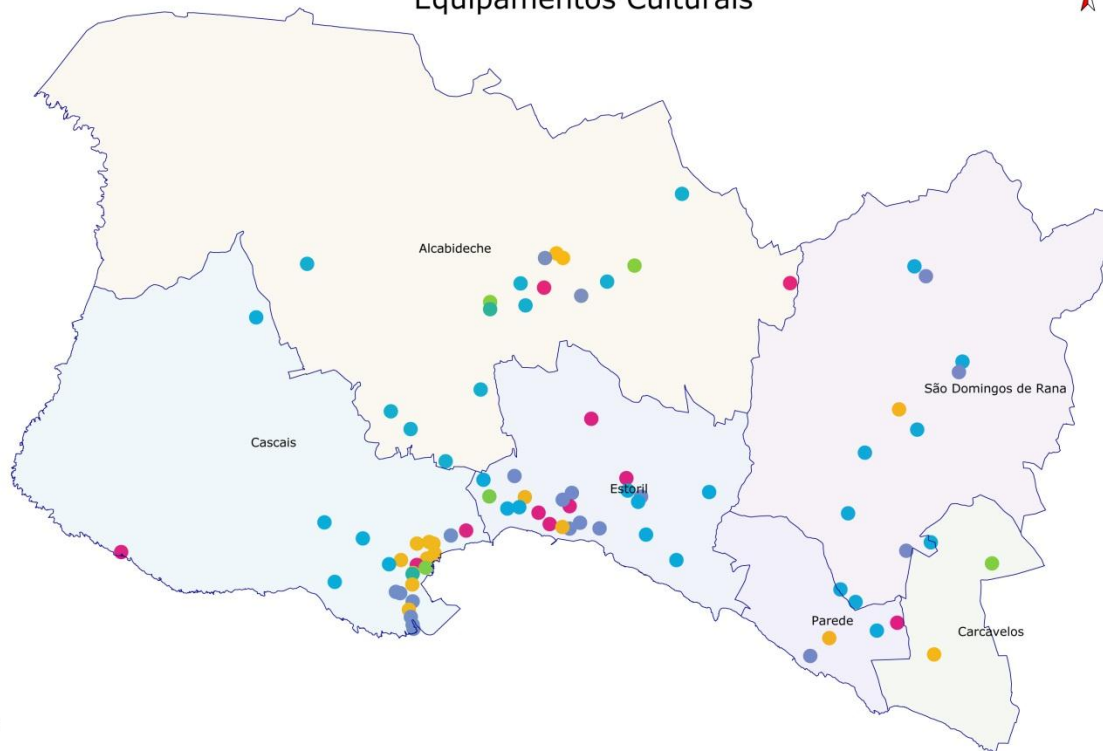 Equipamentos Culturais
Alcabideche
São Domingos de Rana
Cascais
Estoril
Parede
Carcavelos